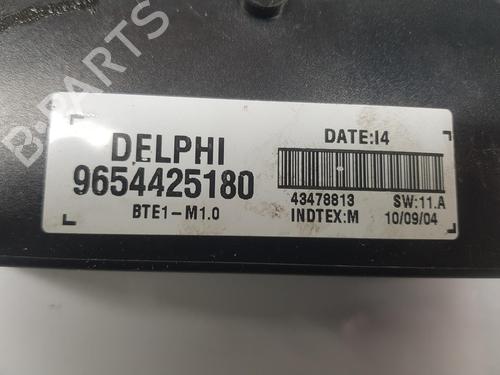 B-PARTS
DELPHI
9654425180
BTE1-M1.0
DATE:I4
43478813 SW:11.A
INDTEX:M 10/09/04